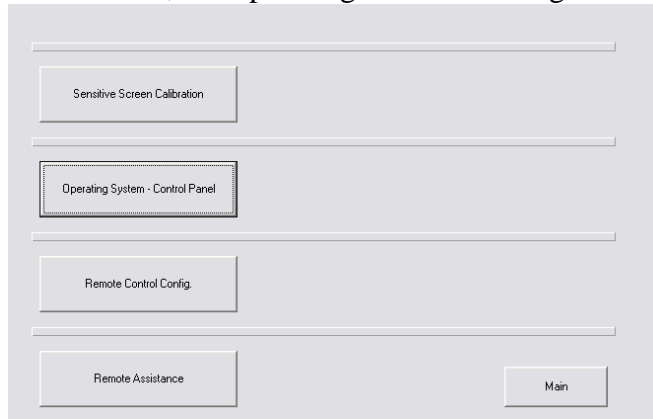 Sensitive Screen Calibration
Operating System - Control Panel
Remote Control Config.
Remote Assistance
Main